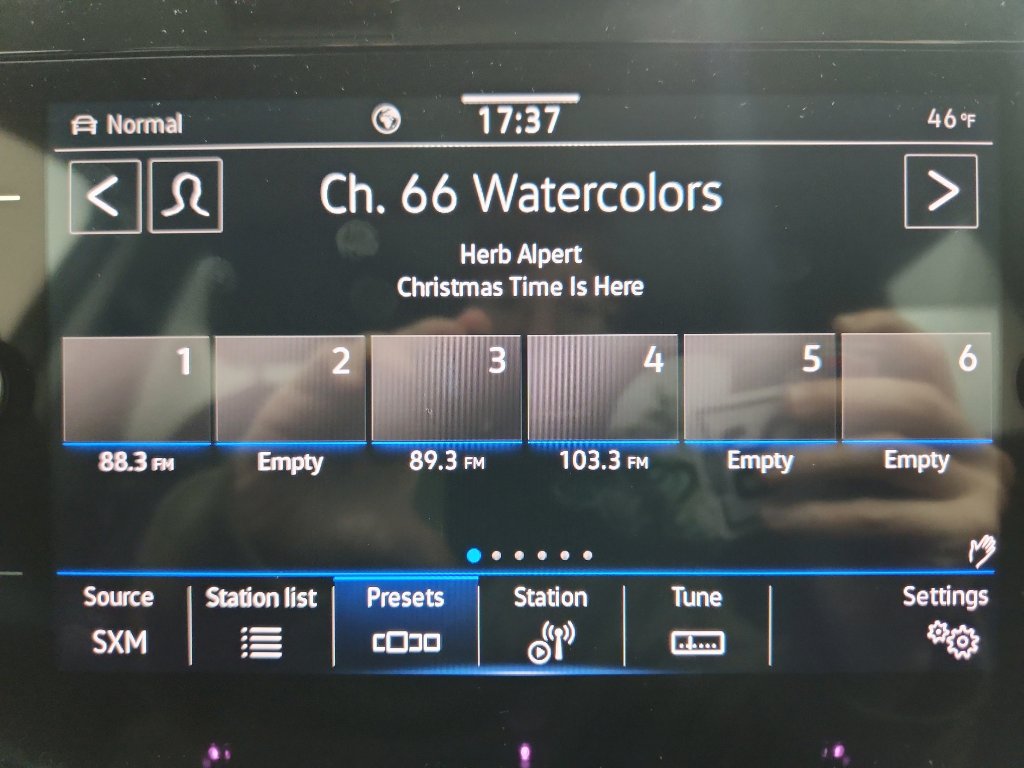 Normal 17:37 46°F
Ch. 66 Watercolors
Herb Alpert
Christmas Time Is Here
1 2 3 4 5 6
88.3 FM Empty 89.3 FM 103.3 FM Empty Empty
Source Station list Presets Station Tune Settings
SXM